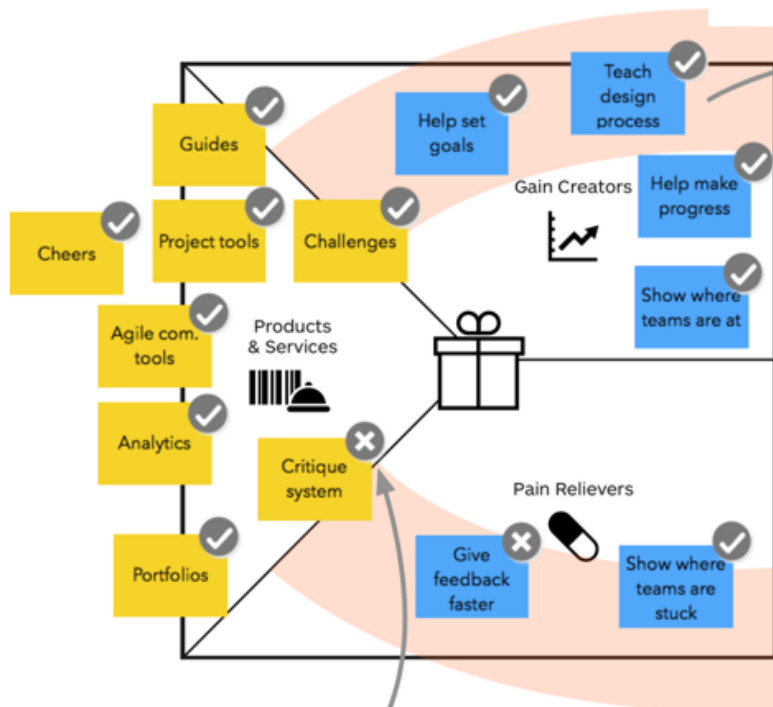 Teach
design
process
Help set
goals
Guides
Gain Creators
Help make
progress
Cheers
Project tools
Challenges
Show where
teams are at
Agile com.
tools
Products
& Services
Analytics
Critique
system
Pain Relievers
Portfolios
Give
feedback
faster
Show where
teams are
stuck